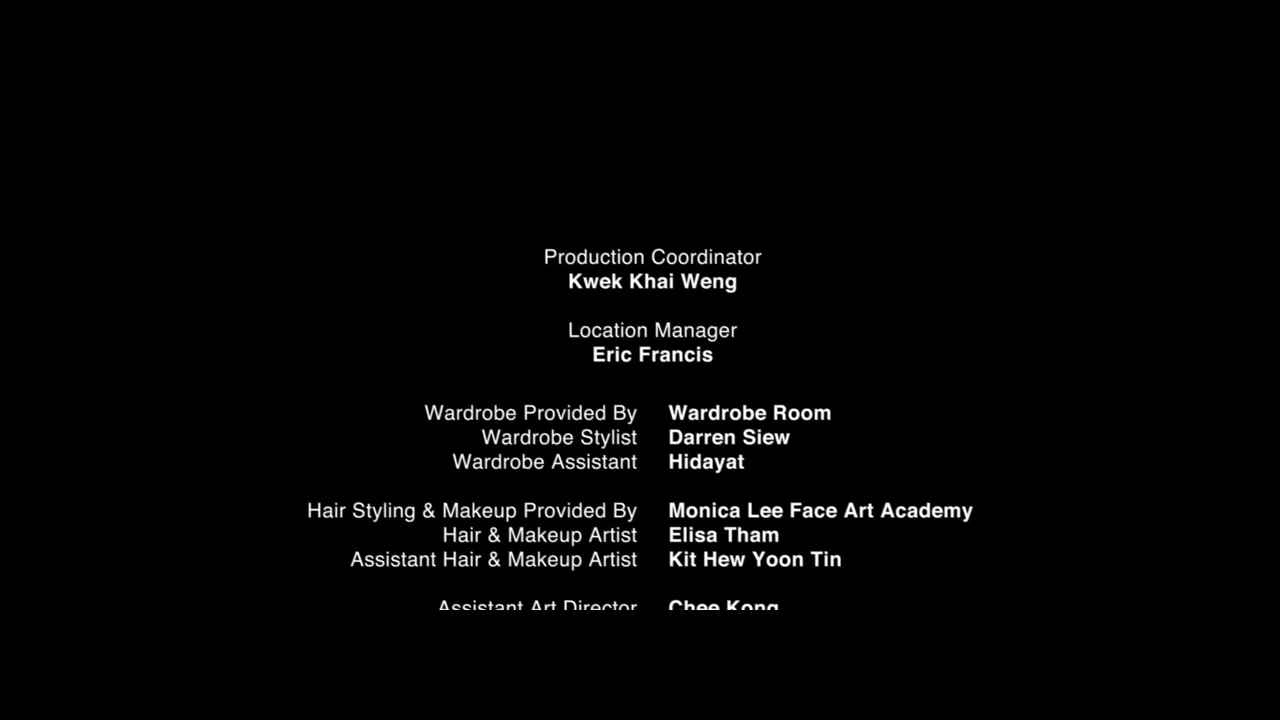 Production Coordinator
Kwek Khai Weng
Location Manager
Eric Francis
Wardrobe Provided By Wardrobe Room
Wardrobe Stylist Darren Siew
Wardrobe Assistant Hidayat
Hair Styling & Makeup Provided By Monica Lee Face Art Academy
Hair & Makeup Artist Elisa Tham
Assistant Hair & Makeup Artist Kit Hew Yoon Tin
Assistant Art Director Chee Kong